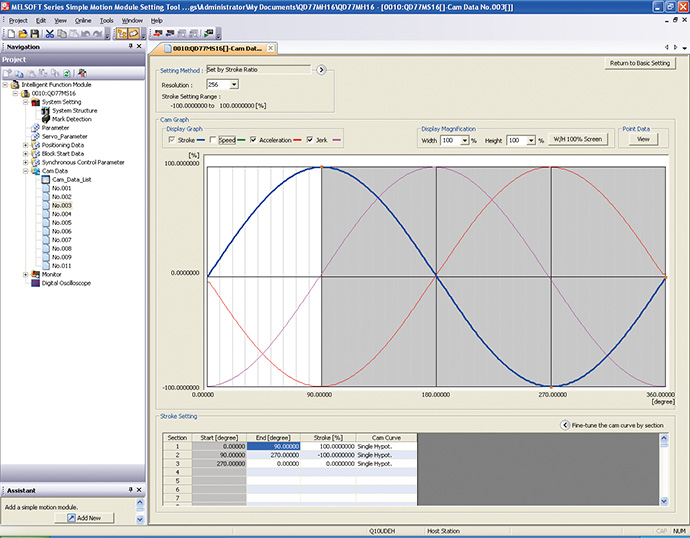 MELSOFT Series Simple Motion Module Setting Tool ...gs\Administrator\My Documents\QD77MH16\QD77MH16 - [0010:QD77MS16[]-Cam Data No.003[]]
Project Edit View Online Tools Window Help
Navigation
0010:QD77MS16[]-Cam Dat...
Project
Setting Method : Set by Stroke Ratio
Return to Basic Setting
Resolution : 256
Stroke Setting Range :
-100.0000000 to 100.0000000 [%]
Intelligent Function Module
0010:QD77MS16
System Setting
System Structure
Mark Detection
Parameter
Servo_Parameter
Positioning Data
Block Start Data
Synchronous Control Parameter
Cam Data
Cam_Data_List
No.001
No.002
No.003
No.004
No.005
No.006
No.007
No.008
No.009
No.011
Monitor
Digital Oscilloscope
Cam Graph
Display Graph
Stroke Speed Acceleration Jerk
Display Magnification
Width 100 % Height 100 % W/H 100% Screen
Point Data
View
[%]
100.0000000
0.0000000
-100.0000000
0.00000 90.00000 180.00000 270.00000 360.00000
[degree]
Stroke Setting
Fine-tune the cam curve by section
Section Start [degree] End [degree] Stroke [%] Cam Curve
1 0.00000 90.00000 100.0000000 Single Hypot.
2 90.00000 270.00000 -100.0000000 Single Hypot.
3 270.00000 0.00000 0.0000000 Single Hypot.
4
5
6
7
Assistant
Add a simple motion module.
Add New
Q10UDEH Host Station CAP NUM